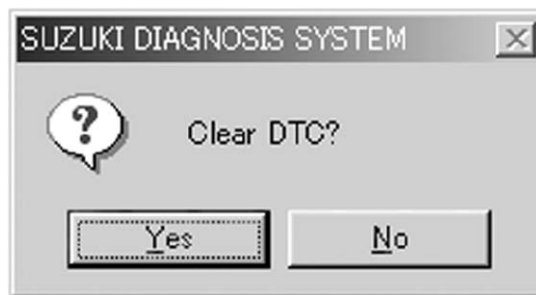 SUZUKI DIAGNOSIS SYSTEM
?
Clear DTC?
Yes
No